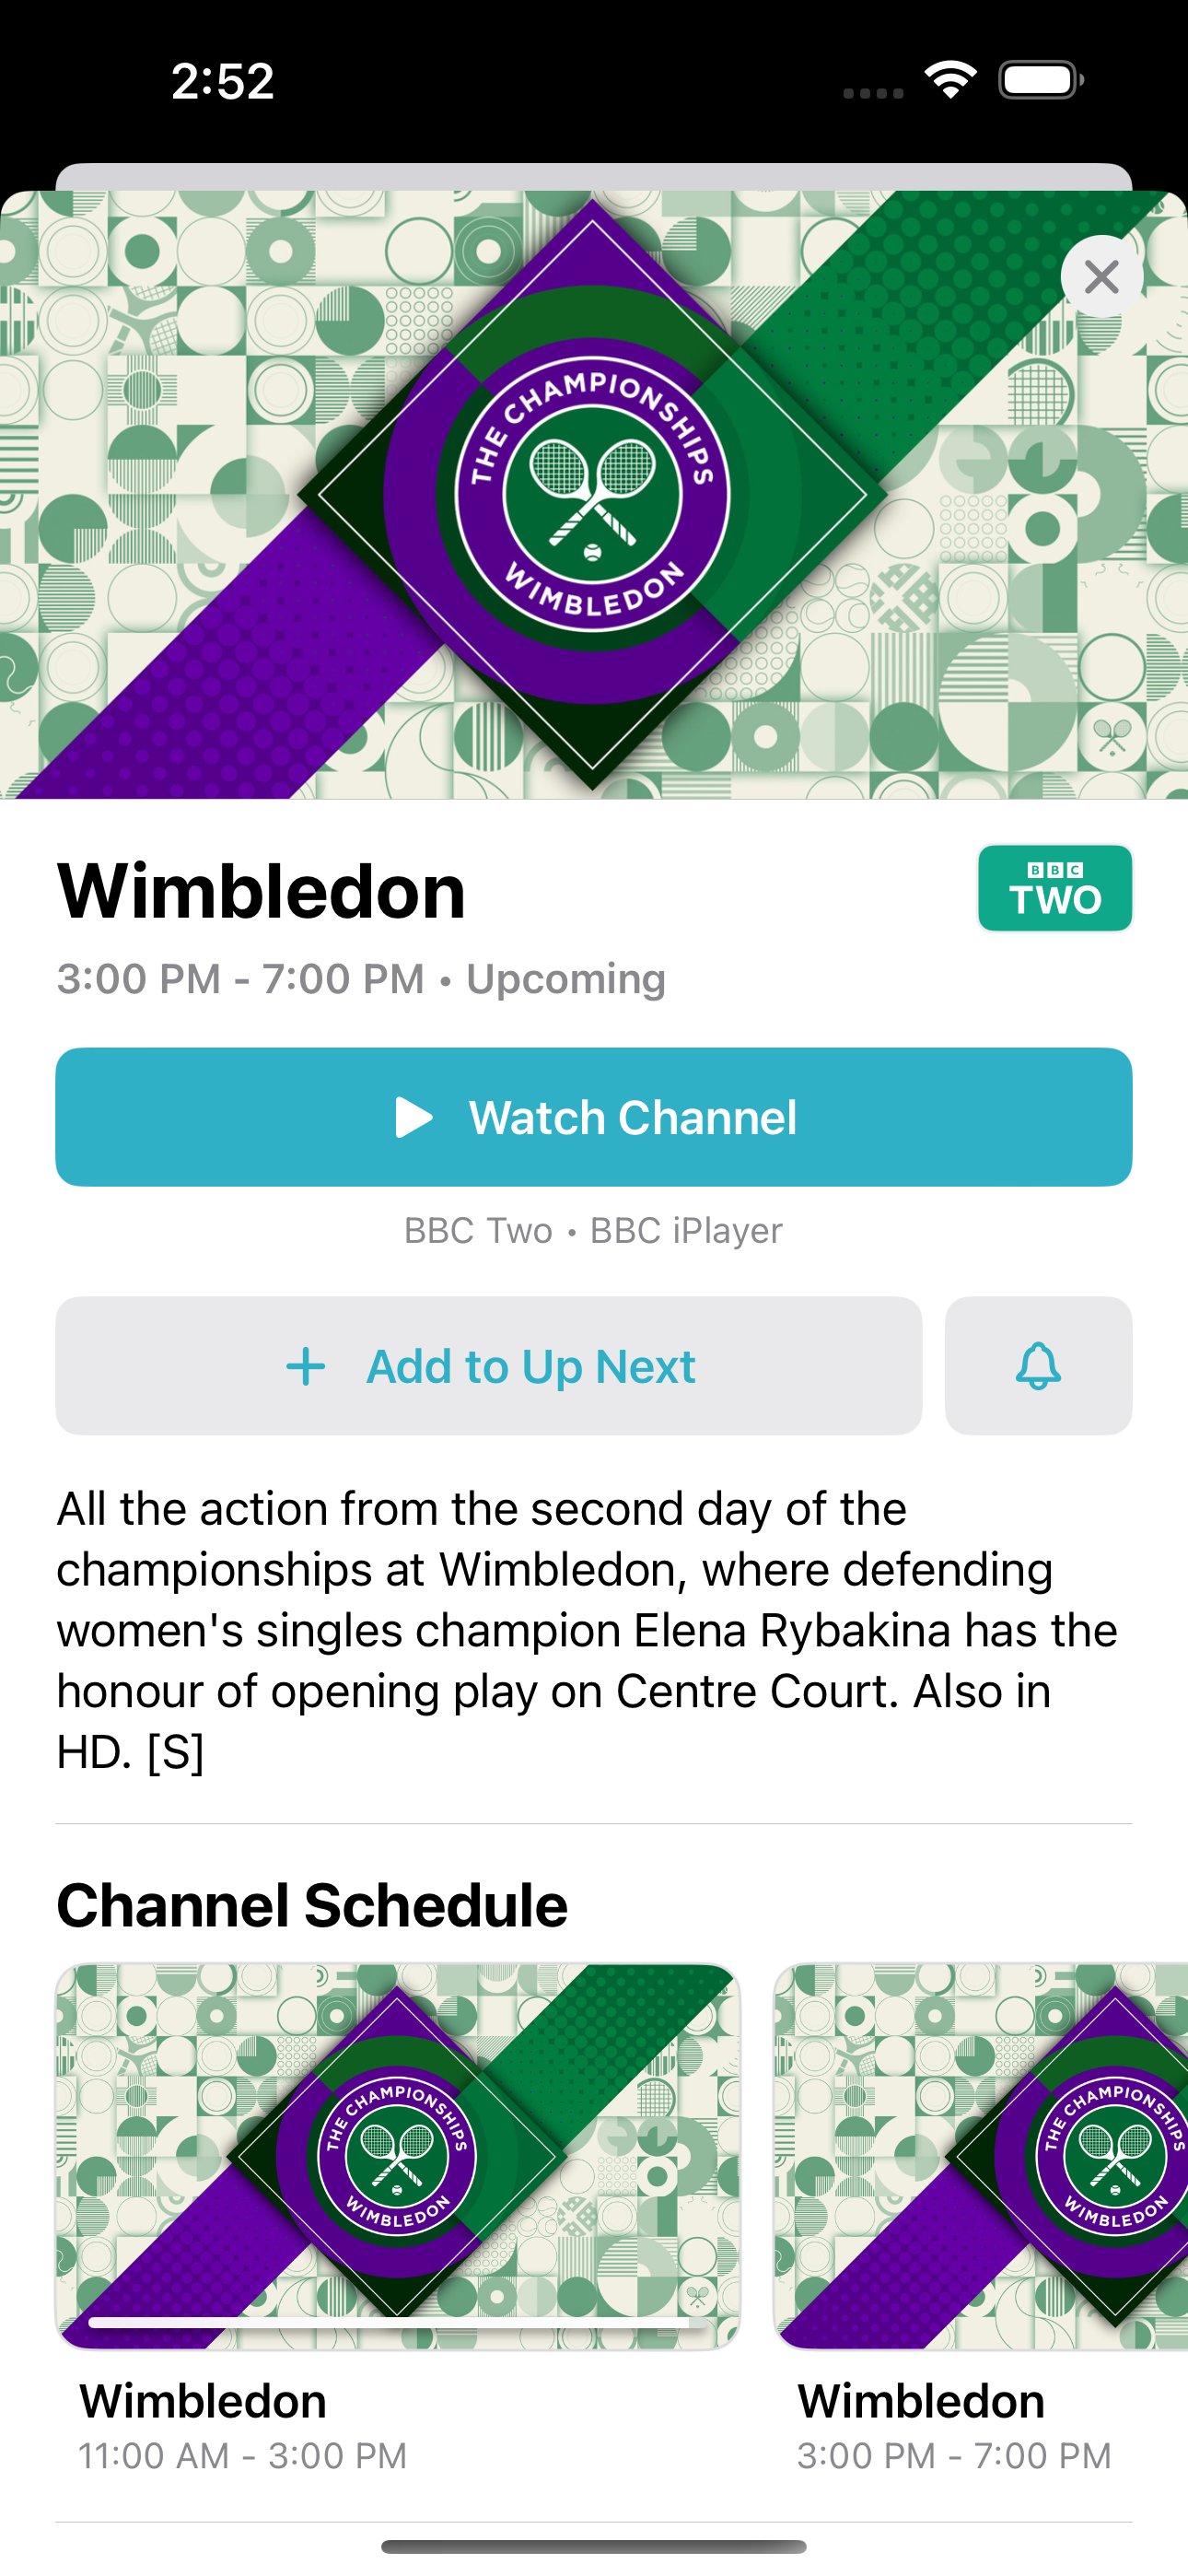 2:52
THE CHAMPIONSHIPS
WIMBLEDON
Wimbledon
BBC
TWO
3:00 PM - 7:00 PM • Upcoming
Watch Channel
BBC Two • BBC iPlayer
Add to Up Next
All the action from the second day of the
championships at Wimbledon, where defending
women's singles champion Elena Rybakina has the
honour of opening play on Centre Court. Also in
HD. [S]
Channel Schedule
THE CHAMPIONSHIPS
WIMBLEDON
THE CHAMPIONSHIPS
WIMBLEDON
Wimbledon
11:00 AM - 3:00 PM
Wimbledon
3:00 PM - 7:00 PM